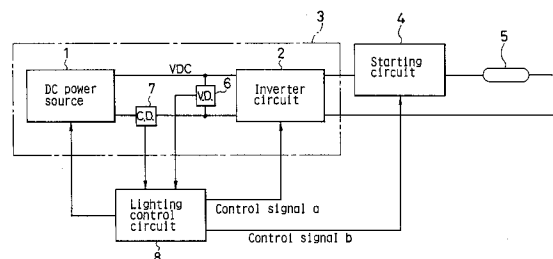 3
4
1
2
5
VDC
7
6
DC power
source
C.D.
V.D.
Inverter
circuit
Starting
circuit
Lighting
control
circuit
Control signal a
Control signal b
8